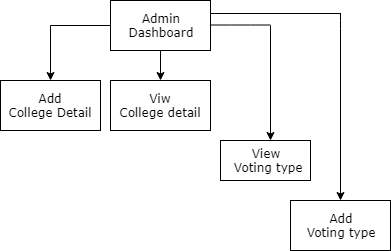 Admin
Dashboard
Add
College Detail
Viw
College detail
View
Voting type
Add
Voting type